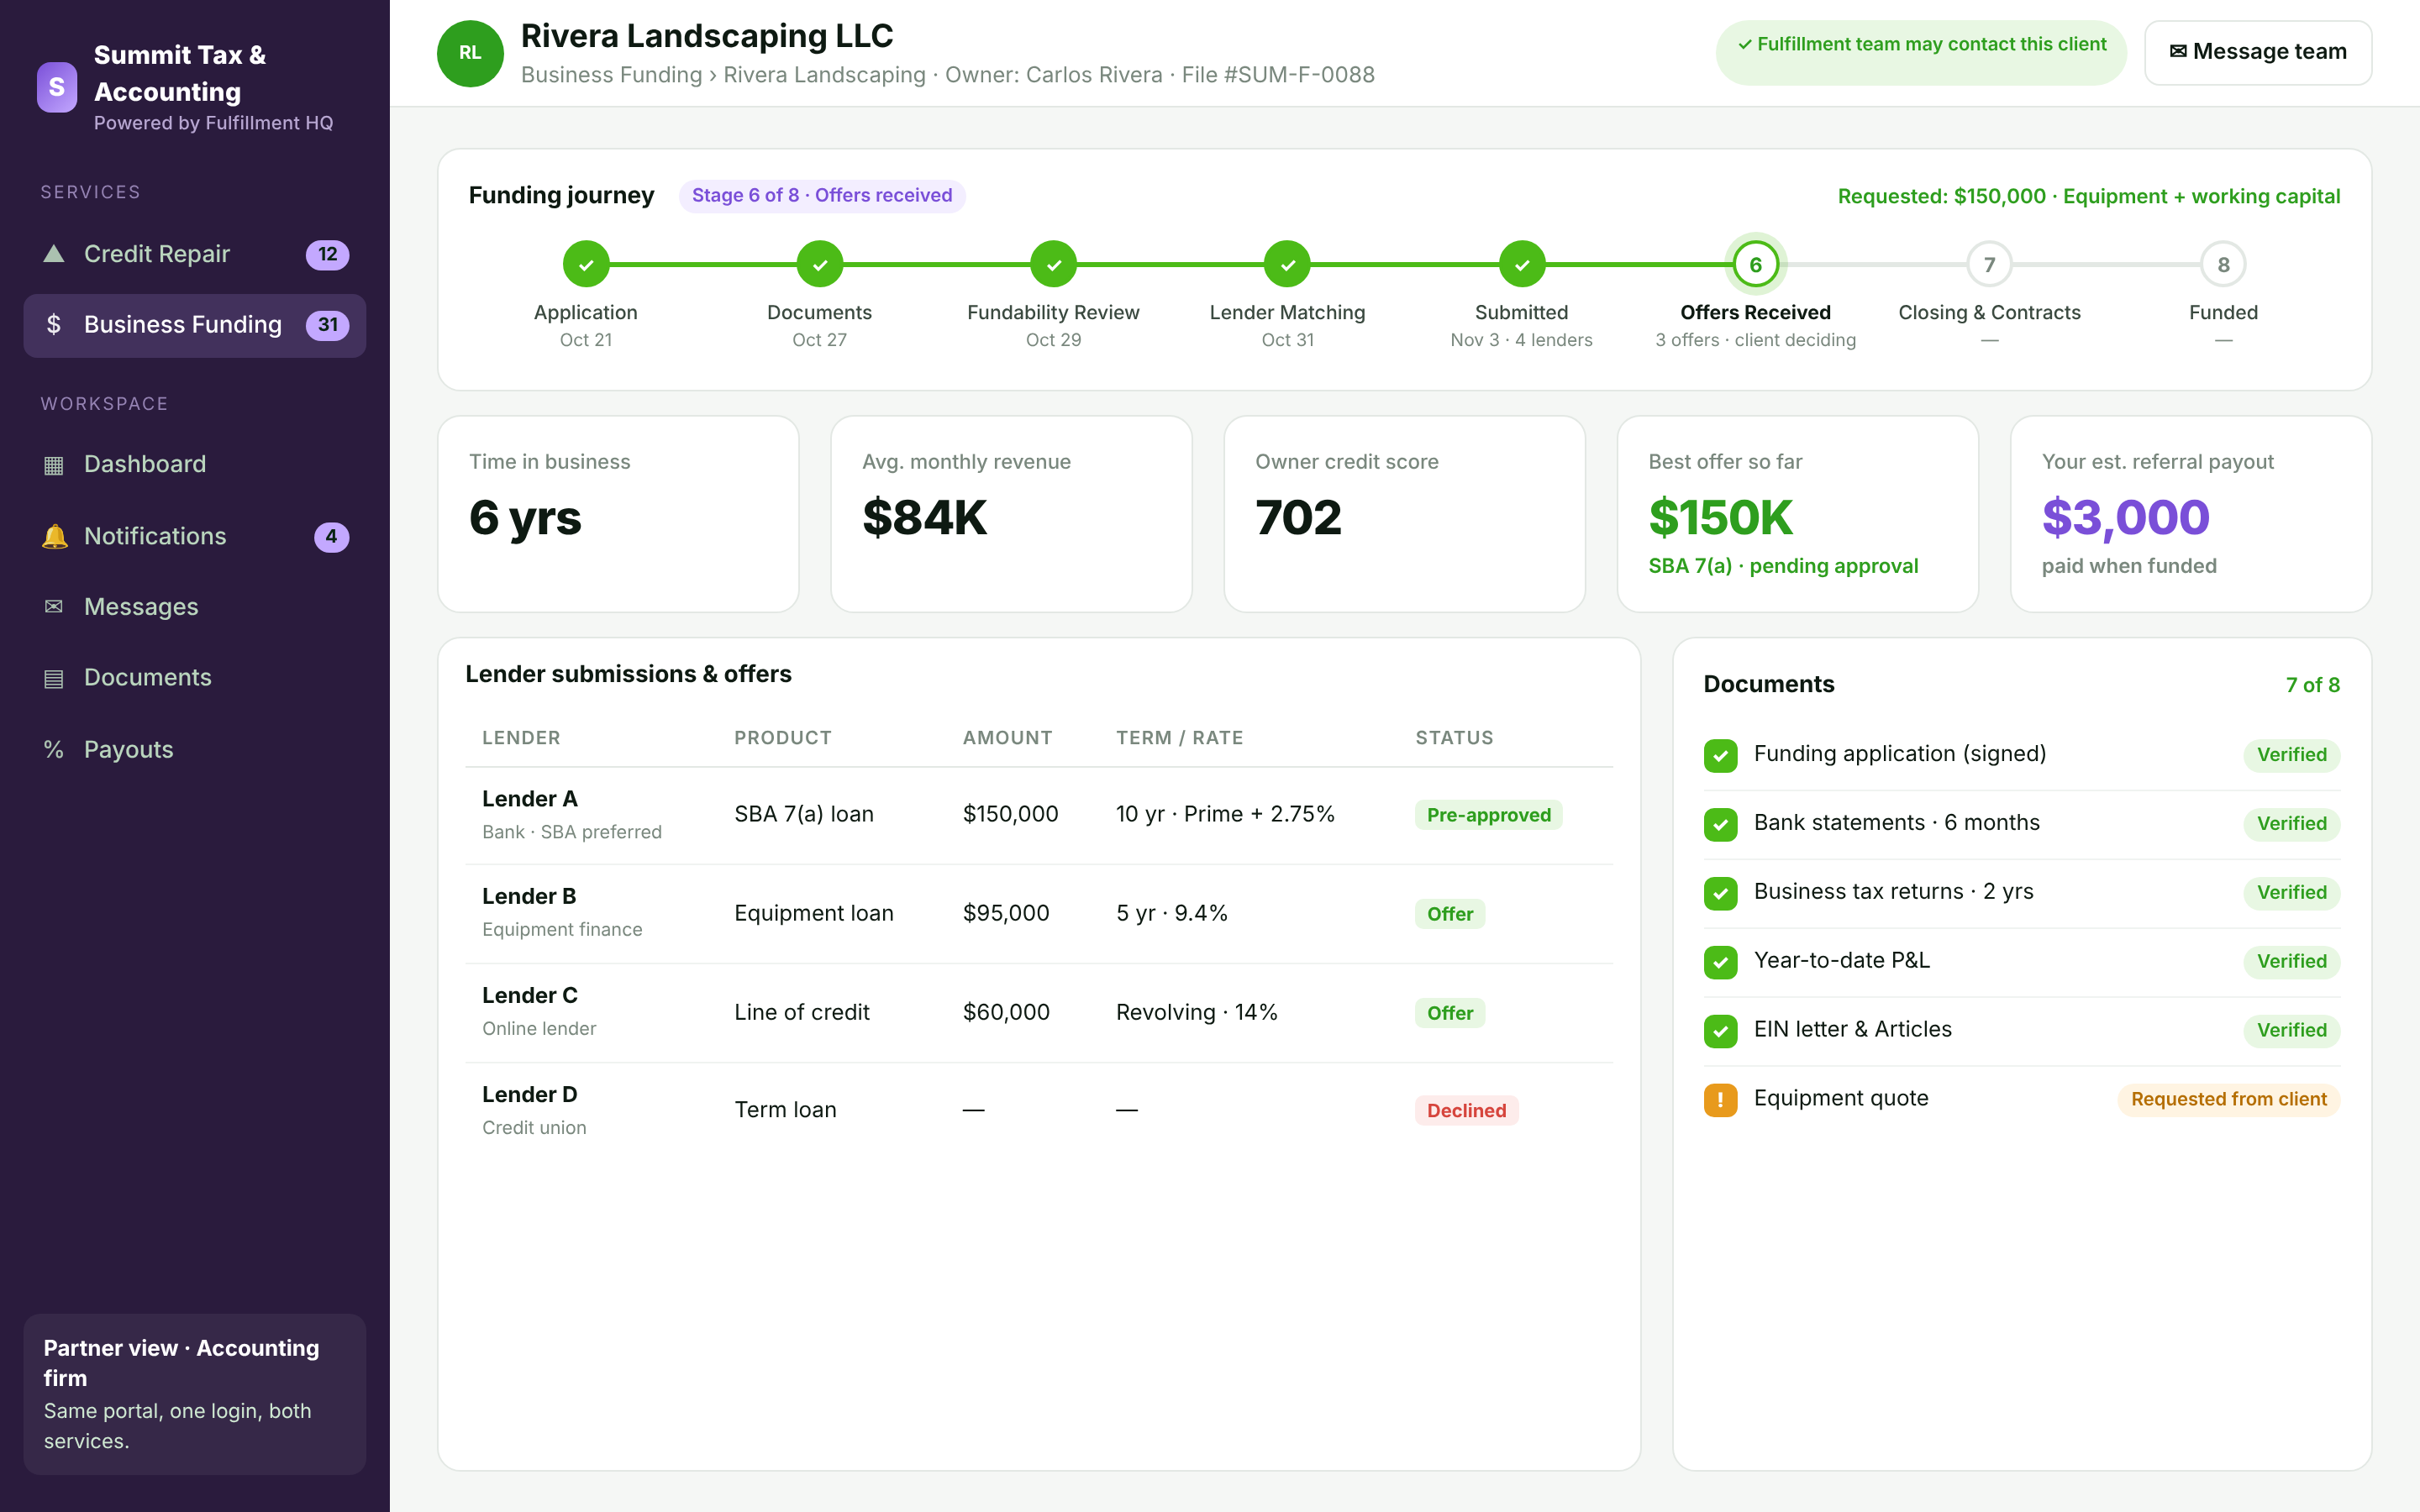 S
Summit Tax &
Accounting
Powered by Fulfillment HQ
SERVICES
Credit Repair 12
$ Business Funding 31
WORKSPACE
Dashboard
Notifications 4
Messages
Documents
% Payouts
Partner view · Accounting
firm
Same portal, one login, both
services.
RL
Rivera Landscaping LLC
Business Funding › Rivera Landscaping · Owner: Carlos Rivera · File #SUM-F-0088
✓ Fulfillment team may contact this client
✉ Message team
Funding journey
Stage 6 of 8 · Offers received
Requested: $150,000 · Equipment + working capital
✓ ✓ ✓ ✓ ✓ 6 7 8
Application Documents Fundability Review Lender Matching Submitted Offers Received Closing & Contracts Funded
Oct 21 Oct 27 Oct 29 Oct 31 Nov 3 · 4 lenders 3 offers · client deciding — —
Time in business
6 yrs
Avg. monthly revenue
$84K
Owner credit score
702
Best offer so far
$150K
SBA 7(a) · pending approval
Your est. referral payout
$3,000
paid when funded
Lender submissions & offers
LENDER PRODUCT AMOUNT TERM / RATE STATUS
Lender A
Bank · SBA preferred
SBA 7(a) loan $150,000 10 yr · Prime + 2.75% Pre-approved
Lender B
Equipment finance
Equipment loan $95,000 5 yr · 9.4% Offer
Lender C
Online lender
Line of credit $60,000 Revolving · 14% Offer
Lender D
Credit union
Term loan — — Declined
Documents 7 of 8
✓ Funding application (signed) Verified
✓ Bank statements · 6 months Verified
✓ Business tax returns · 2 yrs Verified
✓ Year-to-date P&L Verified
✓ EIN letter & Articles Verified
! Equipment quote Requested from client